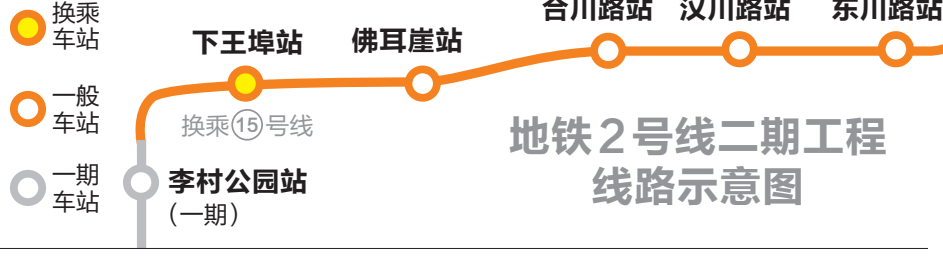 换乘
车站
一般
车站
一期
车站
下王埠站
换乘⑮号线
佛耳崖站
合川路站
汉川路站
东川路站
李村公园站
(一期)
地铁2号线二期工程
线路示意图